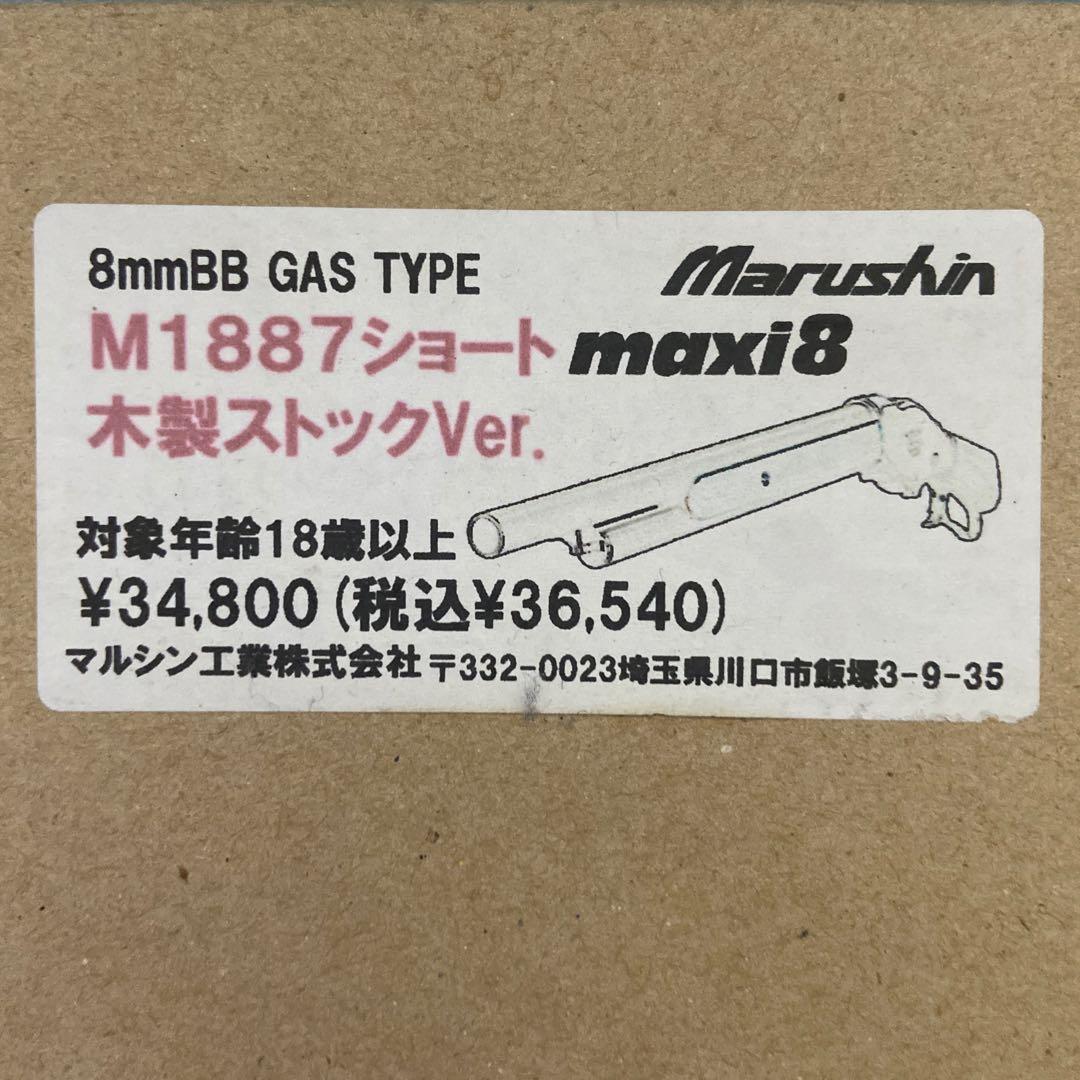 8mmBB GAS TYPE
Marushin
M1887ショート
maxi8
木製ストックVer.
対象年齢18歳以上
¥34,800(税込¥36,540)
マルシン工業株式会社 〒332-0023埼玉県川口市飯塚3-9-35